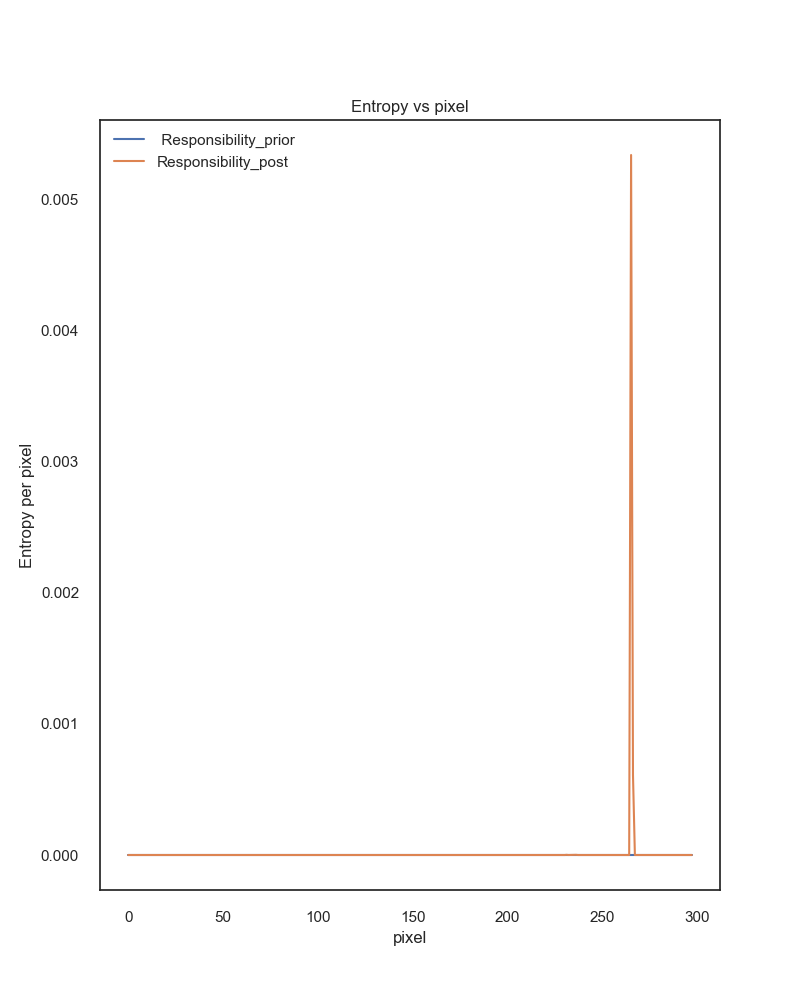 Entropy vs pixel
Responsibility_prior
Responsibility_post
0.005
0.004
0.003
0.002
0.001
0.000
Entropy per pixel
0 50 100 150 200 250 300
pixel